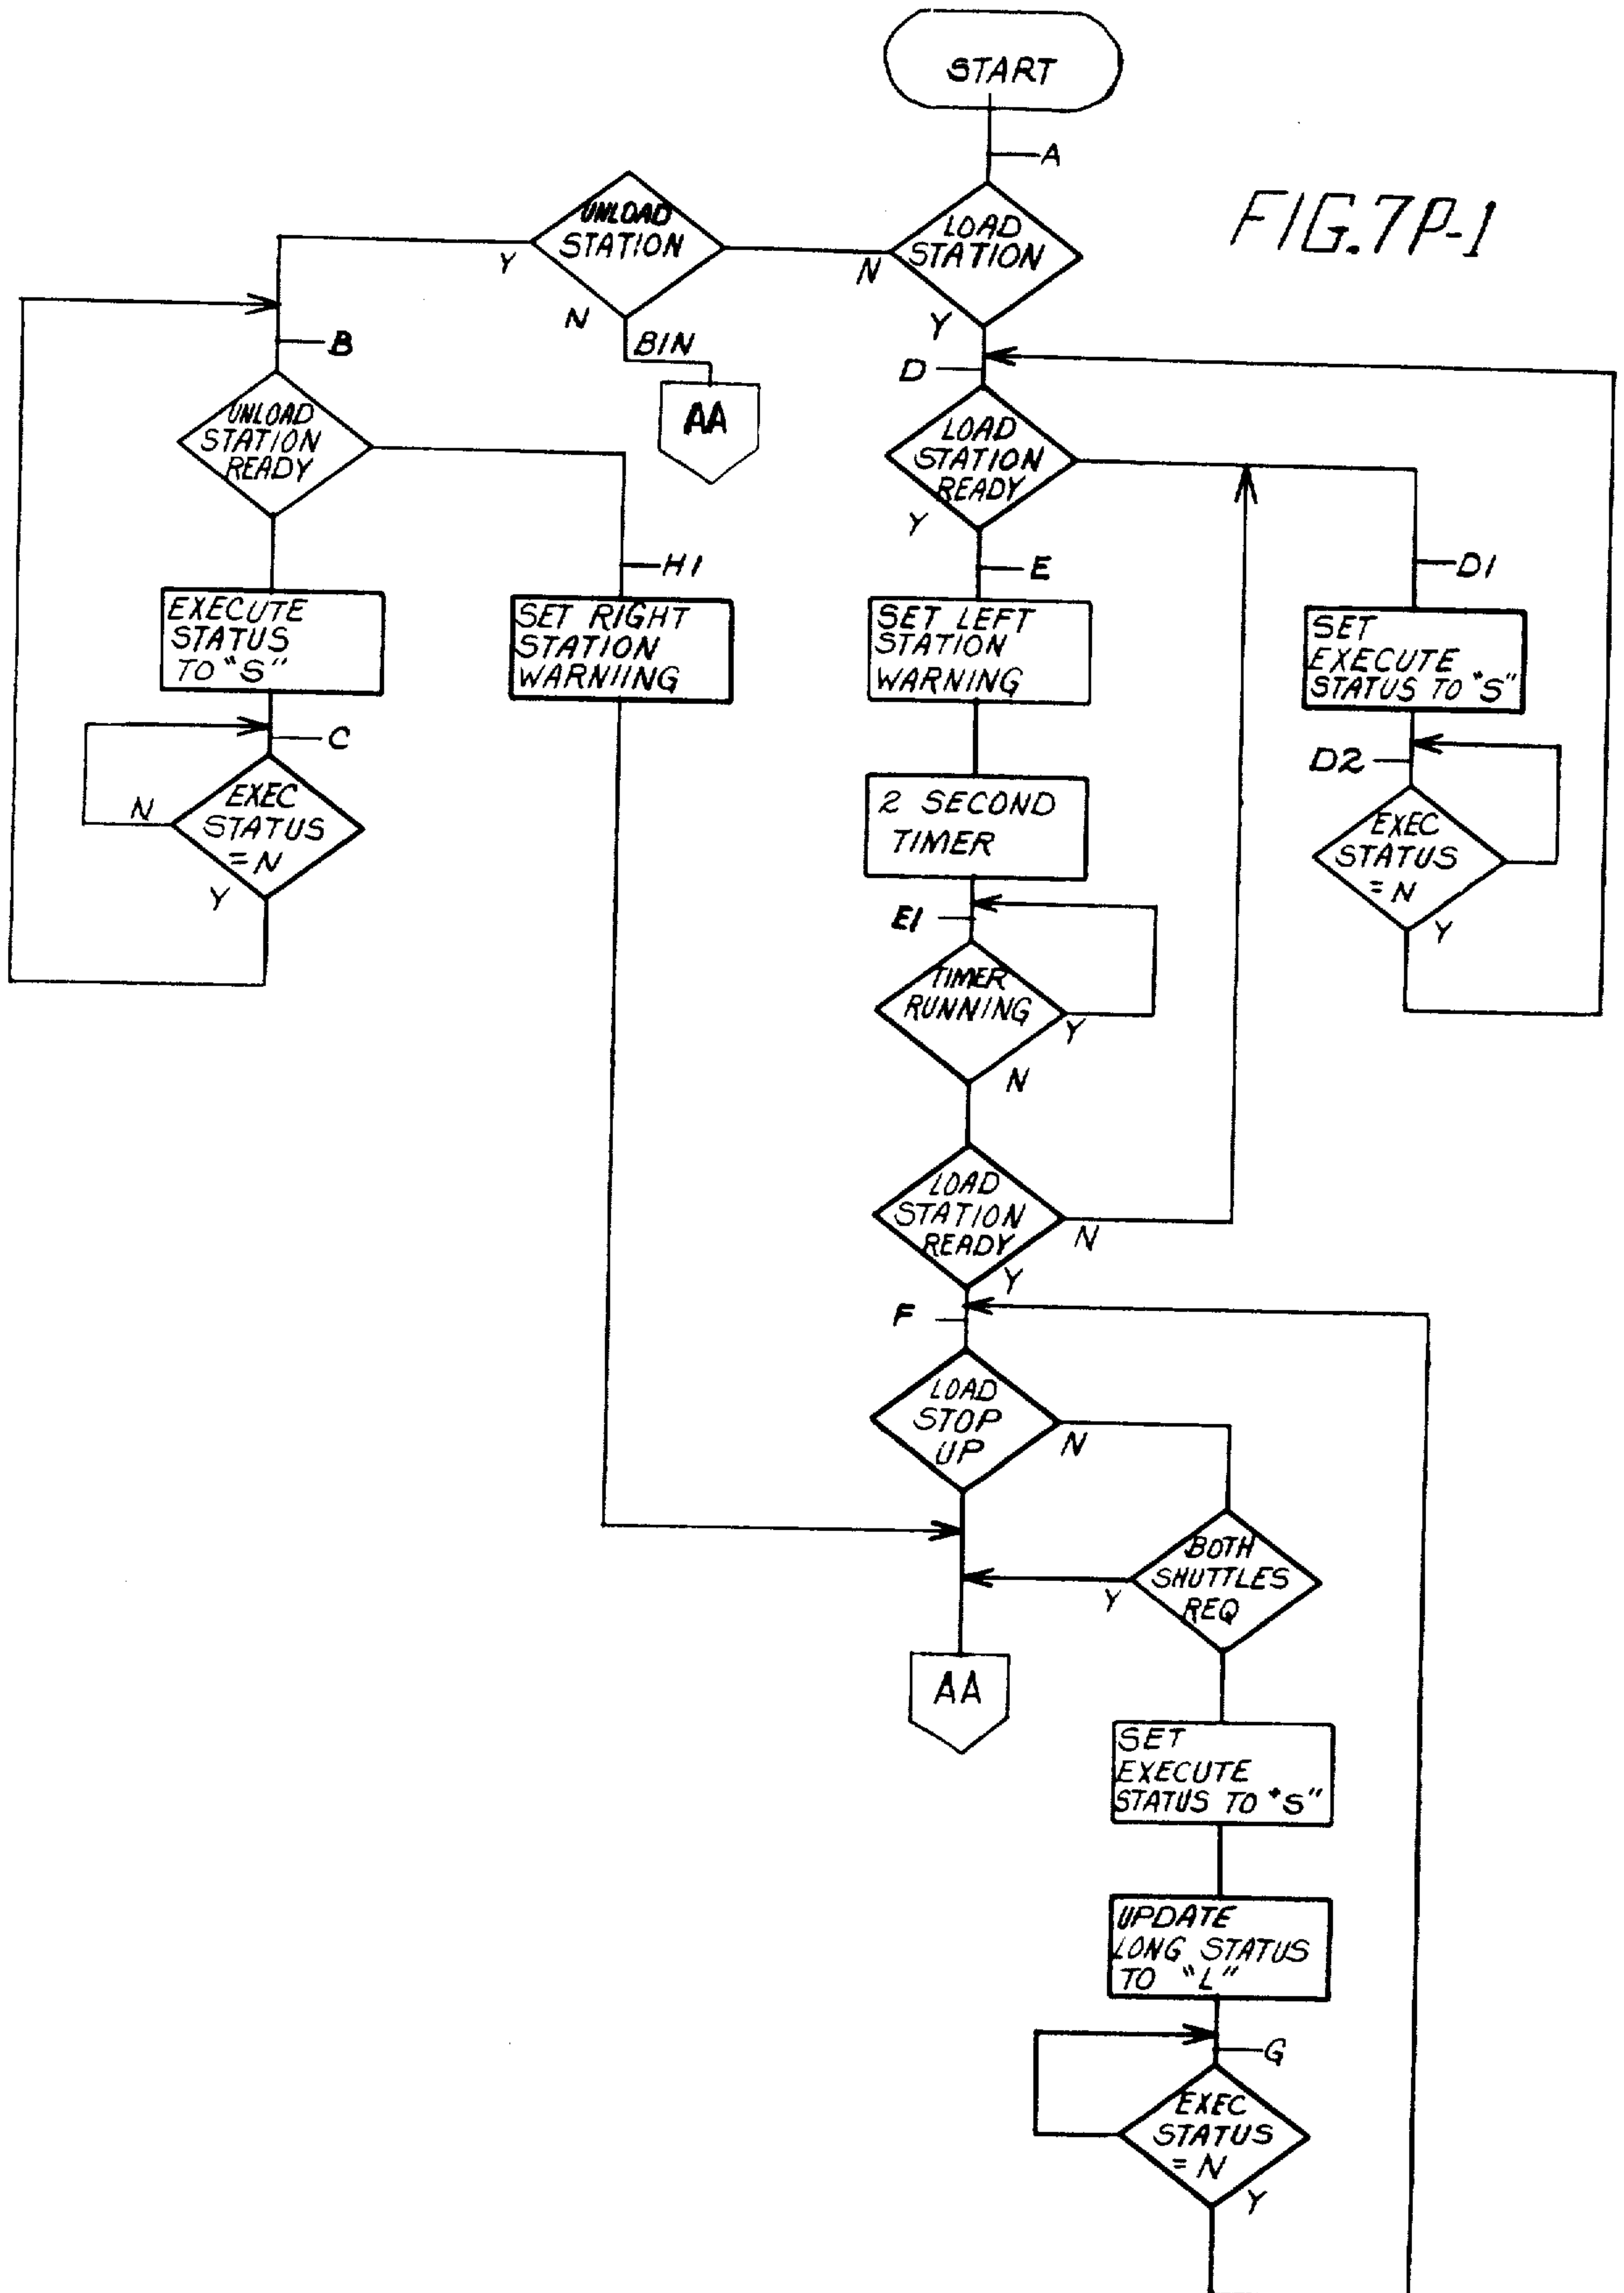 START
A
FIG.7P-1
UNLOAD
STATION
Y
N
BIN
AA
LOAD
STATION
N
Y
B
UNLOAD
STATION
READY
EXECUTE
STATUS
TO "S"
C
EXEC
STATUS
= N
N
Y
H1
SET RIGHT
STATION
WARNIING
D
LOAD
STATION
READY
Y
E
SET LEFT
STATION
WARNING
2 SECOND
TIMER
E1
TIMER
RUNNING
Y
N
LOAD
STATION
READY
N
Y
D1
SET
EXECUTE
STATUS TO "S"
D2
EXEC
STATUS
= N
Y
F
LOAD
STOP
UP
N
BOTH
SHUTTLES
REQ
Y
AA
SET
EXECUTE
STATUS TO "S"
UPDATE
LONG STATUS
TO "L"
G
EXEC
STATUS
= N
Y